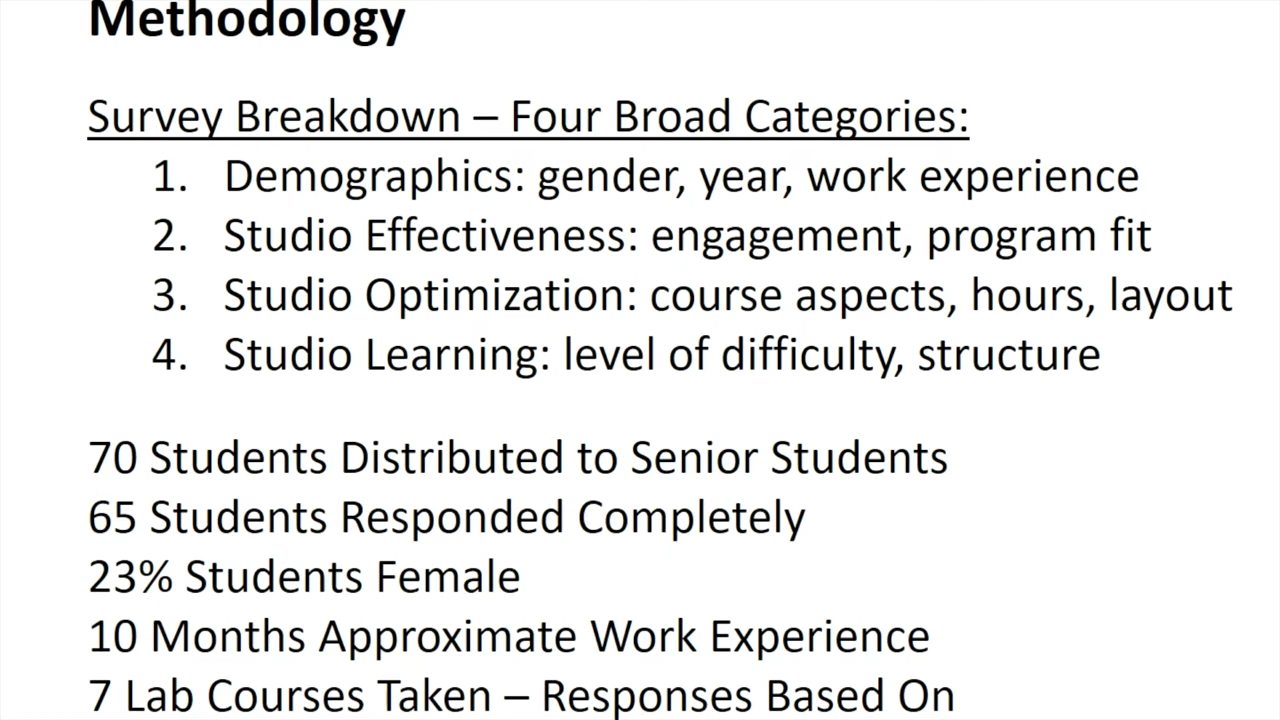 Methodology
Survey Breakdown – Four Broad Categories:
1. Demographics: gender, year, work experience
2. Studio Effectiveness: engagement, program fit
3. Studio Optimization: course aspects, hours, layout
4. Studio Learning: level of difficulty, structure
70 Students Distributed to Senior Students
65 Students Responded Completely
23% Students Female
10 Months Approximate Work Experience
7 Lab Courses Taken – Responses Based On